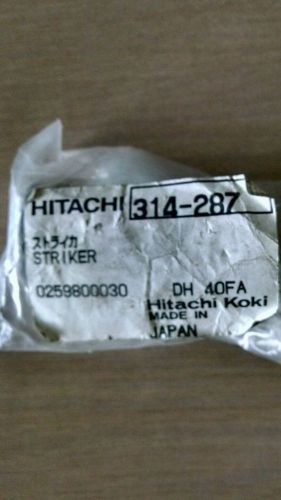 HITACHI 314-287
ストライカ
STRIKER
0259800030 DH 40FA
Hitachi Koki
MADE IN
JAPAN